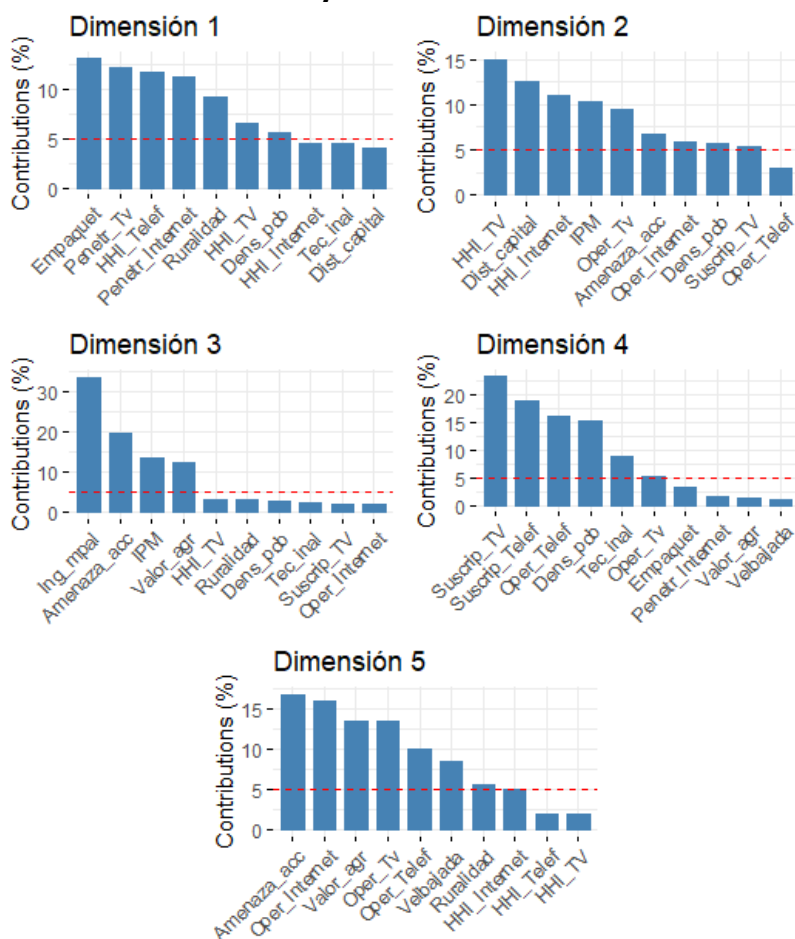 Dimensión 1
Contributions (%)
10
5
0
Empaquet
Penetr_Tv
HHI_Telef
Penetr_Internet
Ruralidad
HHI_TV
Dens_pob
HHI_Internet
Tec_inal
Dist_capital
Dimensión 2
Contributions (%)
15
10
5
0
HHI_TV
Dist_capital
HHI_Internet
IPM
Oper_Tv
Amenaza_acc
Oper_Internet
Dens_pob
Suscrip_TV
Oper_Telef
Dimensión 3
Contributions (%)
30
20
10
0
Ing_mpal
Amenaza_acc
IPM
Valor_agr
HHI_TV
Ruralidad
Dens_pob
Tec_inal
Suscrip_TV
Oper_Internet
Dimensión 4
Contributions (%)
20
15
10
5
0
Suscrip_TV
Suscrip_Telef
Oper_Telef
Dens_pob
Tec_inal
Oper_Tv
Empaquet
Penetr_Internet
Valor_agr
Velbajada
Dimensión 5
Contributions (%)
15
10
5
0
Amenaza_acc
Oper_Internet
Valor_agr
Oper_Tv
Oper_Telef
Velbajada
Ruralidad
HHI_Internet
HHI_Telef
HHI_TV